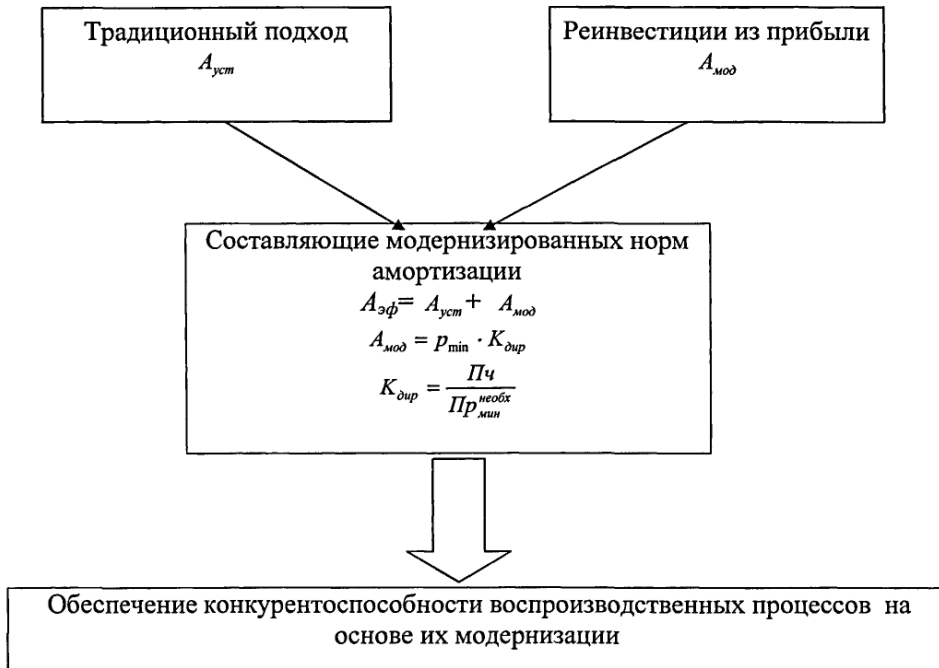 Традиционный подход
A_уст
Реинвестиции из прибыли
A_мод
Составляющие модернизированных норм
амортизации
A_эф= A_уст + A_мод
A_мод = p_min · K_дир
K_дир = Пч / Пр_мин^необх
Обеспечение конкурентоспособности воспроизводственных процессов на
основе их модернизации